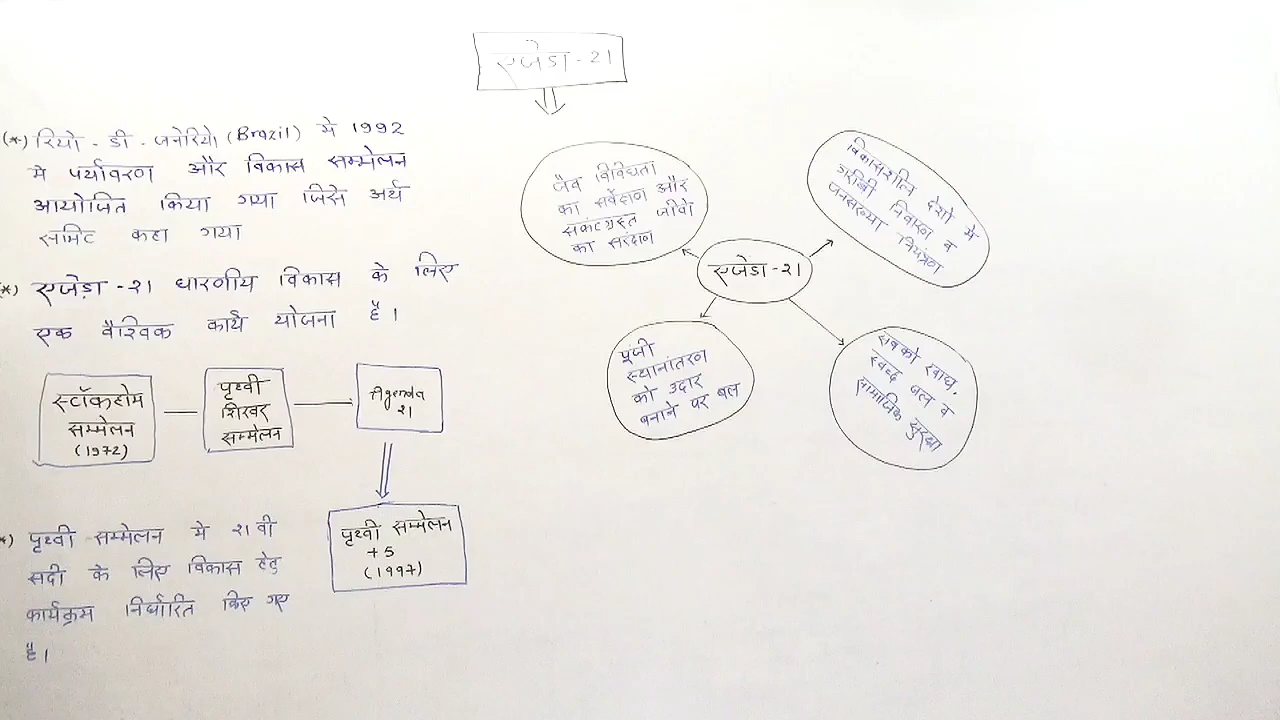 एजेंडा - 21
(*) रियो - डी - जनेरियो (Brazil) मे 1992
मे पर्यावरण और विकास सम्मेलन
आयोजित किया गया जिसे अर्थ
समिट कहा गया
*) एजेंडा - २१ धारणीय विकास के लिए
एक वैश्विक कार्य योजना है ।
स्टॉकहोम
सम्मेलन
(1972)
पृथ्वी
शिखर
सम्मेलन
Agenda
21
पृथ्वी सम्मेलन
+5
(1997)
*) पृथ्वी सम्मेलन मे २१ वी
सदी के लिए विकास हेतु
कार्यक्रम निर्धारित किए गए
है ।
जैव विविधता
का सर्वेक्षण और
संकटग्रस्त जीवो
का संरक्षण
विकासशील देशो मे
गरीबी निवारण व
जनसंख्या नियंत्रण
एजेंडा - २१
पूंजी
स्थानांतरण
को उदार
बनाने पर बल
सबको खाद्य,
स्वच्छ जल व
सामाजिक सुरक्षा